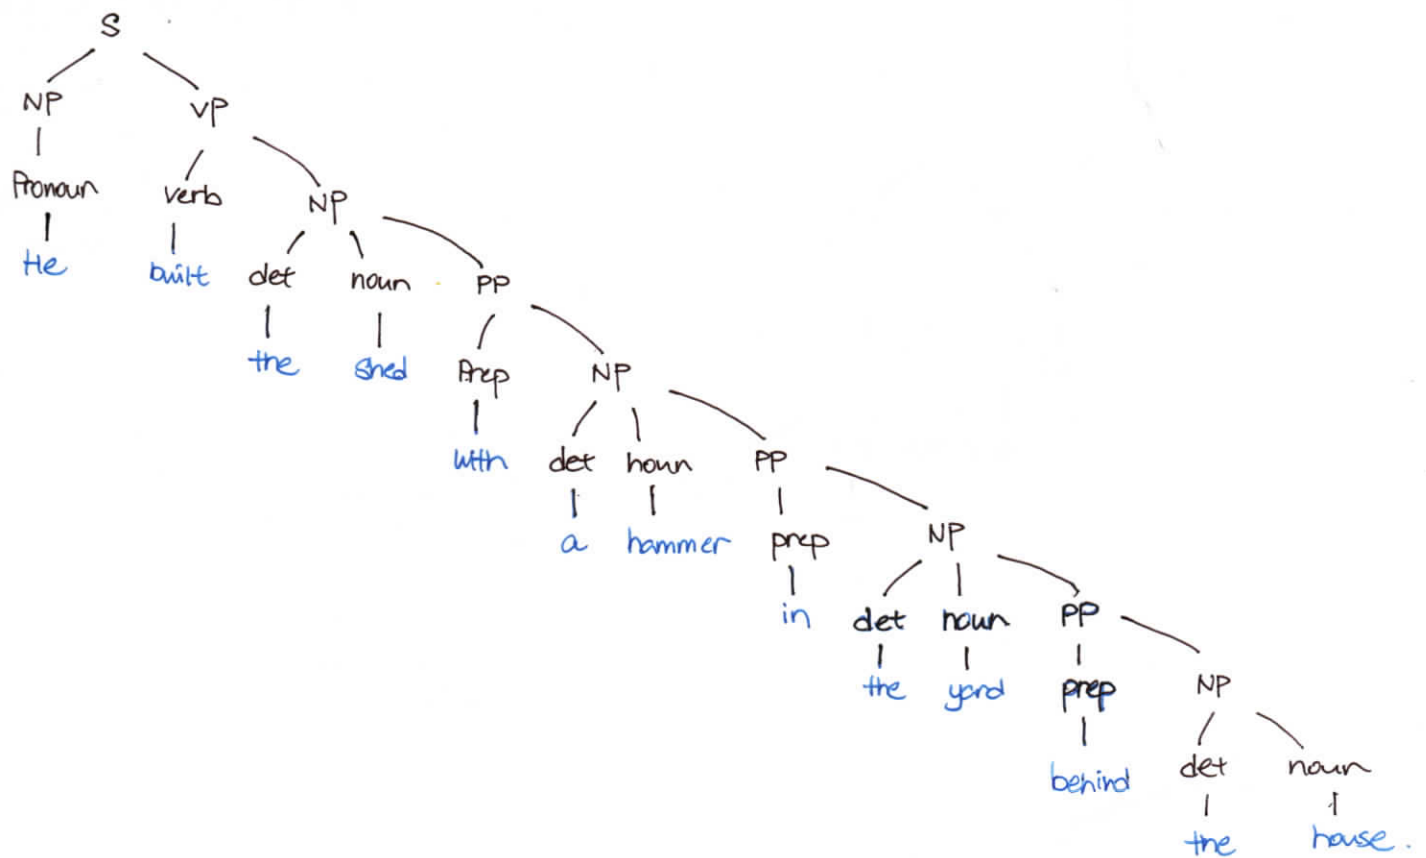 S
NP VP
Pronoun verb NP
He built det noun PP
the shed Prep NP
with det noun PP
a hammer prep NP
in det noun PP
the yard prep NP
behind det noun
the house.